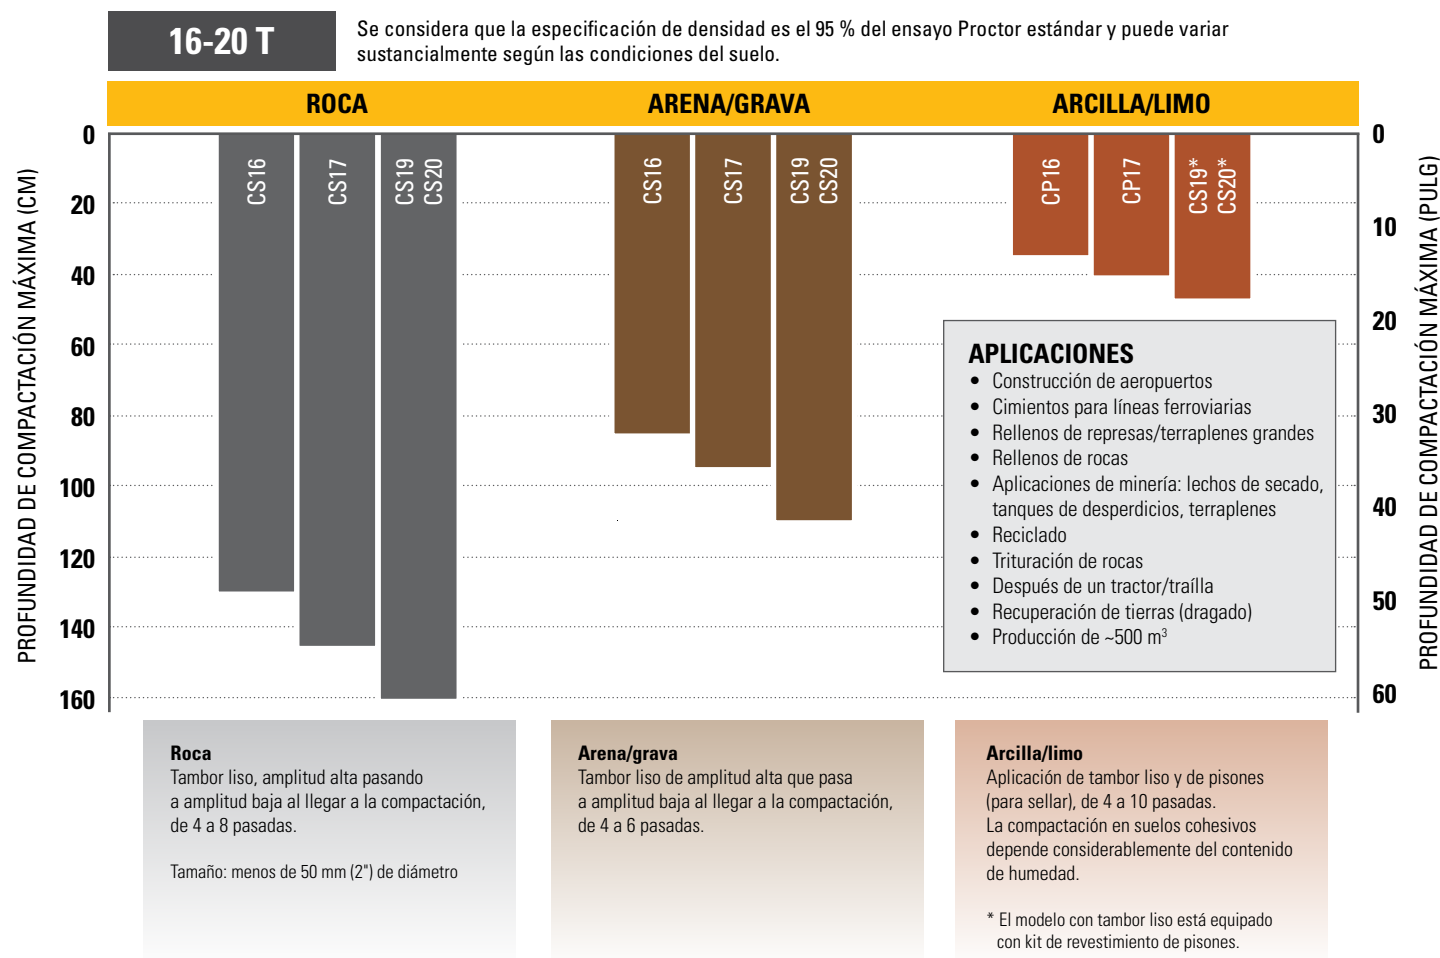 16-20 T
Se considera que la especificación de densidad es el 95 % del ensayo Proctor estándar y puede variar
sustancialmente según las condiciones del suelo.
ROCA
ARENA/GRAVA
ARCILLA/LIMO
PROFUNDIDAD DE COMPACTACIÓN MÁXIMA (CM)
0
20
40
60
80
100
120
140
160
CS16
CS17
CS19
CS20
CS16
CS17
CS19
CS20
CP16
CP17
CS19*
CS20*
0
10
20
30
40
50
60
PROFUNDIDAD DE COMPACTACIÓN MÁXIMA (PULG)
APLICACIONES
• Construcción de aeropuertos
• Cimientos para líneas ferroviarias
• Rellenos de represas/terraplenes grandes
• Rellenos de rocas
• Aplicaciones de minería: lechos de secado,
tanques de desperdicios, terraplenes
• Reciclado
• Trituración de rocas
• Después de un tractor/traílla
• Recuperación de tierras (dragado)
• Producción de ~500 m³
Roca
Tambor liso, amplitud alta pasando
a amplitud baja al llegar a la compactación,
de 4 a 8 pasadas.
Tamaño: menos de 50 mm (2") de diámetro
Arena/grava
Tambor liso de amplitud alta que pasa
a amplitud baja al llegar a la compactación,
de 4 a 6 pasadas.
Arcilla/limo
Aplicación de tambor liso y de pisones
(para sellar), de 4 a 10 pasadas.
La compactación en suelos cohesivos
depende considerablemente del contenido
de humedad.
* El modelo con tambor liso está equipado
con kit de revestimiento de pisones.